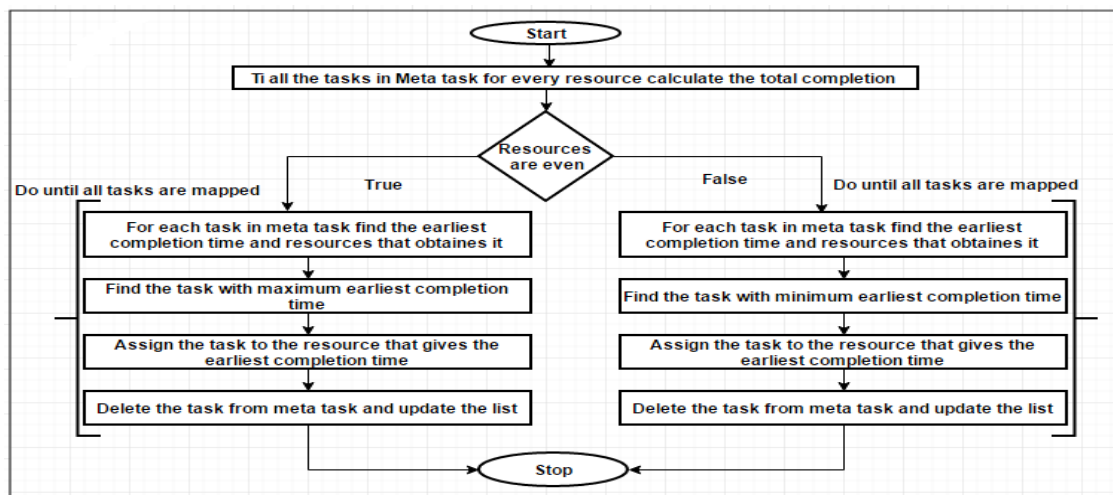 Start
Ti all the tasks in Meta task for every resource calculate the total completion
Resources
are even
True
False
Do until all tasks are mapped
Do until all tasks are mapped
For each task in meta task find the earliest
completion time and resources that obtaines it
Find the task with maximum earliest completion
time
Assign the task to the resource that gives the
earliest completion time
Delete the task from meta task and update the list
For each task in meta task find the earliest
completion time and resources that obtaines it
Find the task with minimum earliest completion time
Assign the task to the resource that gives the
earliest completion time
Delete the task from meta task and update the list
Stop